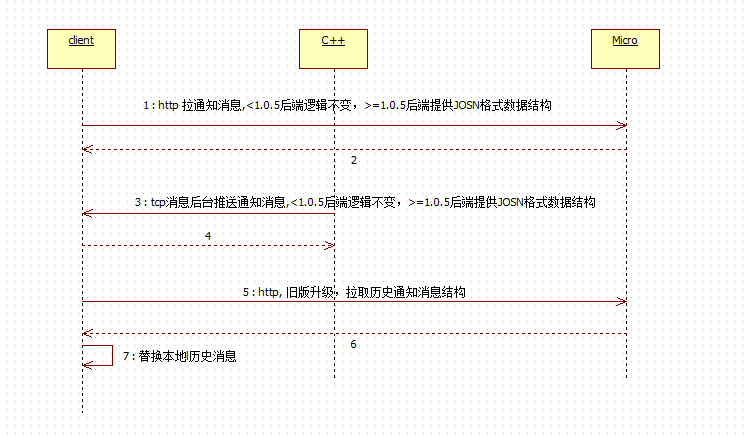 client
C++
Micro
1 : http 拉通知消息,<1.0.5后端逻辑不变，>=1.0.5后端提供JOSN格式数据结构
2
3 : tcp消息后台推送通知消息,<1.0.5后端逻辑不变，>=1.0.5后端提供JOSN格式数据结构
4
5 : http, 旧版升级，拉取历史通知消息结构
6
7 : 替换本地历史消息